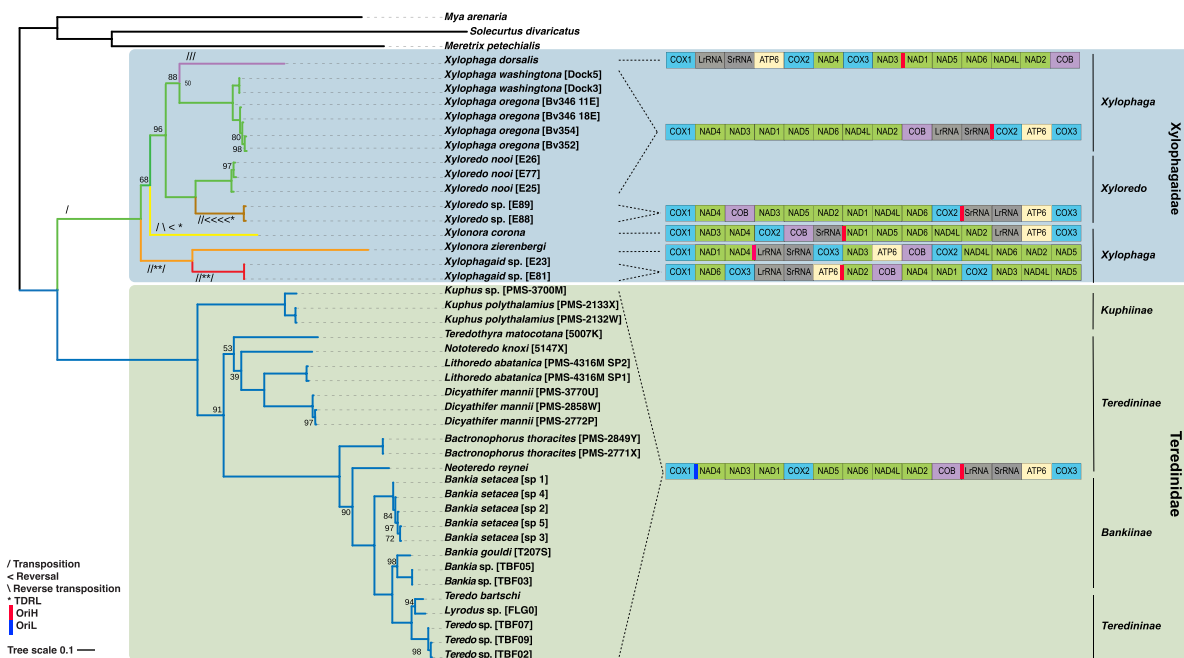 Mya arenaria
Solecurtus divaricatus
Meretrix petechialis
Xylophaga dorsalis
Xylophaga washingtona [Dock5]
Xylophaga washingtona [Dock3]
Xylophaga oregona [Bv346 11E]
Xylophaga oregona [Bv346 18E]
Xylophaga oregona [Bv354]
Xylophaga oregona [Bv352]
Xyloredo nooi [E26]
Xyloredo nooi [E77]
Xyloredo nooi [E25]
Xyloredo sp. [E89]
Xyloredo sp. [E88]
Xylonora corona
Xylonora zierenbergi
Xylophagaid sp. [E23]
Xylophagaid sp. [E81]
Kuphus sp. [PMS-3700M]
Kuphus polythalamius [PMS-2133X]
Kuphus polythalamius [PMS-2132W]
Teredothyra matocotana [5007K]
Nototeredo knoxi [5147X]
Lithoredo abatanica [PMS-4316M SP2]
Lithoredo abatanica [PMS-4316M SP1]
Dicyathifer mannii [PMS-3770U]
Dicyathifer mannii [PMS-2858W]
Dicyathifer mannii [PMS-2772P]
Bactronophorus thoracites [PMS-2849Y]
Bactronophorus thoracites [PMS-2771X]
Neoteredo reynei
Bankia setacea [sp 1]
Bankia setacea [sp 4]
Bankia setacea [sp 2]
Bankia setacea [sp 5]
Bankia setacea [sp 3]
Bankia gouldi [T207S]
Bankia sp. [TBF05]
Bankia sp. [TBF03]
Teredo bartschi
Lyrodus sp. [FLG0]
Teredo sp. [TBF07]
Teredo sp. [TBF09]
Teredo sp. [TBF02]
///
88
50
96
80
98
97
68
/
//<<<<*
/ \ < *
//**/
//**/
53
39
91
97
90
84
97
72
98
94
98
COX1 LrRNA SrRNA ATP6 COX2 NAD4 COX3 NAD3 NAD1 NAD5 NAD6 NAD4L NAD2 COB
COX1 NAD4 NAD3 NAD1 NAD5 NAD6 NAD4L NAD2 COB LrRNA SrRNA COX2 ATP6 COX3
COX1 NAD4 COB NAD3 NAD5 NAD2 NAD1 NAD4L NAD6 COX2 SrRNA LrRNA ATP6 COX3
COX1 NAD3 NAD4 COX2 COB SrRNA NAD1 NAD5 NAD6 NAD4L NAD2 LrRNA ATP6 COX3
COX1 NAD1 NAD4 LrRNA SrRNA COX3 NAD3 ATP6 COB COX2 NAD4L NAD6 NAD2 NAD5
COX1 NAD6 COX3 LrRNA SrRNA ATP6 NAD2 COB NAD4 NAD1 COX2 NAD3 NAD4L NAD5
COX1 NAD4 NAD3 NAD1 COX2 NAD5 NAD6 NAD4L NAD2 COB LrRNA SrRNA ATP6 COX3
Xylophaga
Xyloredo
Xylophaga
Kuphiinae
Teredininae
Bankiinae
Teredininae
Xylophagaidae
Teredinidae
/ Transposition
< Reversal
\ Reverse transposition
* TDRL
OriH
OriL
Tree scale 0.1